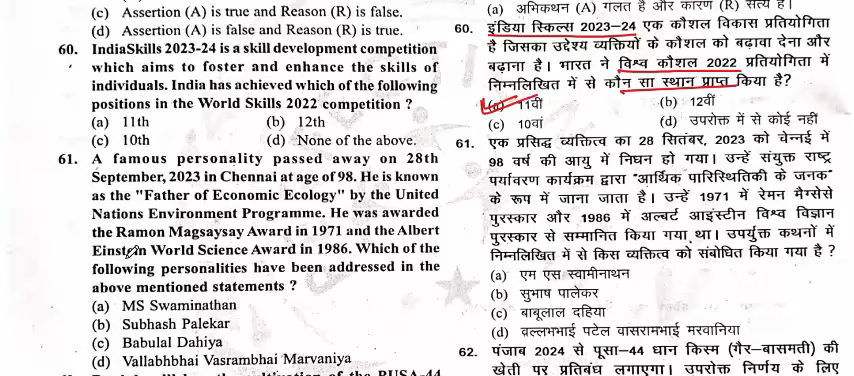 (c) Assertion (A) is true and Reason (R) is false.
(d) Assertion (A) is false and Reason (R) is true.
60. IndiaSkills 2023-24 is a skill development competition
which aims to foster and enhance the skills of
individuals. India has achieved which of the following
positions in the World Skills 2022 competition ?
(a) 11th (b) 12th
(c) 10th (d) None of the above.
61. A famous personality passed away on 28th
September, 2023 in Chennai at age of 98. He is known
as the "Father of Economic Ecology" by the United
Nations Environment Programme. He was awarded
the Ramon Magsaysay Award in 1971 and the Albert
Einstein World Science Award in 1986. Which of the
following personalities have been addressed in the
above mentioned statements ?
(a) MS Swaminathan
(b) Subhash Palekar
(c) Babulal Dahiya
(d) Vallabhbhai Vasrambhai Marvaniya
(a) अभिकथन (A) गलत है और कारण (R) सत्य है।
60. इंडिया स्किल्स 2023-24 एक कौशल विकास प्रतियोगिता
है जिसका उद्देश्य व्यक्तियों के कौशल को बढ़ावा देना और
बढ़ाना है। भारत ने विश्व कौशल 2022 प्रतियोगिता में
निम्नलिखित में से कौन सा स्थान प्राप्त किया है?
(a) 11वीं (b) 12वीं
(c) 10वां (d) उपरोक्त में से कोई नहीं
61. एक प्रसिद्ध व्यक्तित्व का 28 सितंबर, 2023 को चेन्नई में
98 वर्ष की आयु में निधन हो गया। उन्हें संयुक्त राष्ट्र
पर्यावरण कार्यक्रम द्वारा "आर्थिक पारिस्थितिकी के जनक"
के रूप में जाना जाता है। उन्हें 1971 में रेमन मैग्सेसे
पुरस्कार और 1986 में अल्बर्ट आइंस्टीन विश्व विज्ञान
पुरस्कार से सम्मानित किया गया था। उपर्युक्त कथनों में
निम्नलिखित में से किस व्यक्तित्व को संबोधित किया गया है ?
(a) एम एस स्वामीनाथन
(b) सुभाष पालेकर
(c) बाबूलाल दहिया
(d) वल्लभभाई पटेल वासरामभाई मरवानिया
62. पंजाब 2024 से पूसा-44 धान किस्म (गैर-बासमती) की
खेती पर प्रतिबंध लगाएगा। उपरोक्त निर्णय के लिए